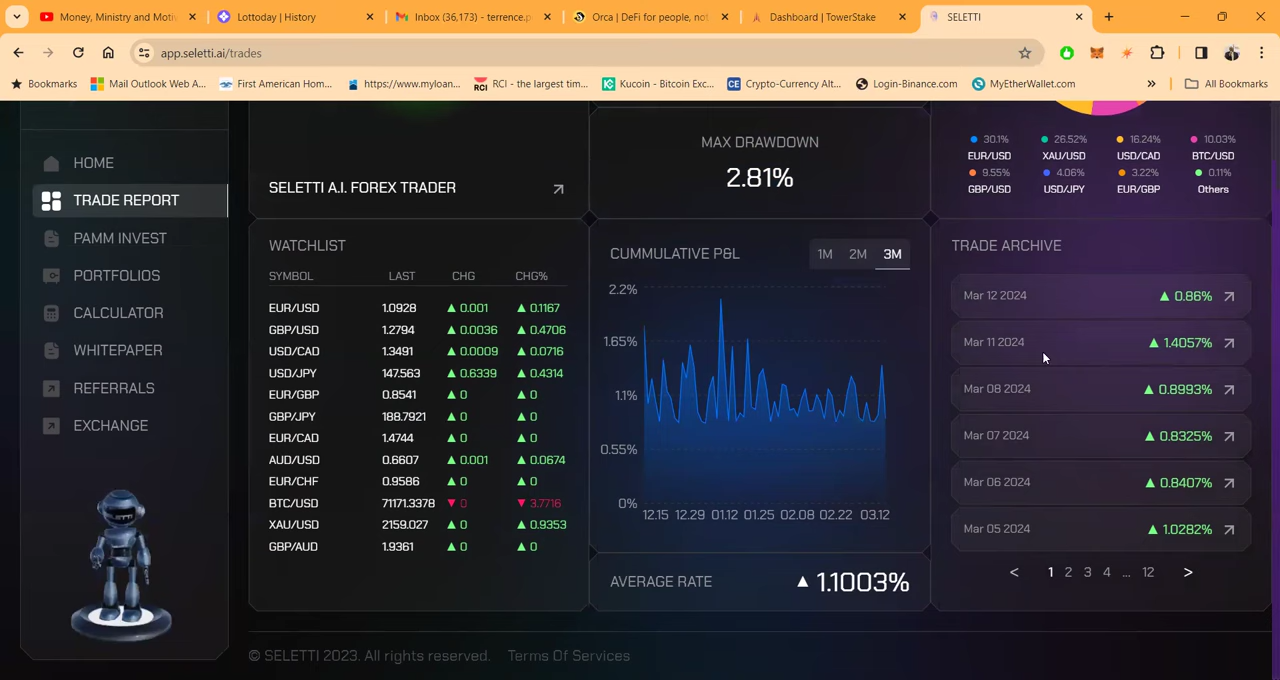 Money, Ministry and Moti
Lottoday | History
Inbox (36,173) - terrence.p
Orca | DeFi for people, not
Dashboard | TowerStake
SELETTI
app.seletti.ai/trades
Bookmarks
Mail Outlook Web A...
First American Hom...
https://www.myloan...
RCI - the largest tim...
Kucoin - Bitcoin Exc...
Crypto-Currency Alt...
Login-Binance.com
MyEtherWallet.com
»
All Bookmarks
HOME
TRADE REPORT
PAMM INVEST
PORTFOLIOS
CALCULATOR
WHITEPAPER
REFERRALS
EXCHANGE
SELETTI A.I. FOREX TRADER
MAX DRAWDOWN
2.81%
30.1% 26.52% 16.24% 10.03%
EUR/USD XAU/USD USD/CAD BTC/USD
9.55% 4.06% 3.22% 0.11%
GBP/USD USD/JPY EUR/GBP Others
WATCHLIST
SYMBOL LAST CHG CHG%
EUR/USD 1.0928 ▲ 0.001 ▲ 0.1167
GBP/USD 1.2794 ▲ 0.0036 ▲ 0.4706
USD/CAD 1.3491 ▲ 0.0009 ▲ 0.0716
USD/JPY 147.563 ▲ 0.6339 ▲ 0.4314
EUR/GBP 0.8541 ▲ 0 ▲ 0
GBP/JPY 188.7921 ▲ 0 ▲ 0
EUR/CAD 1.4744 ▲ 0 ▲ 0
AUD/USD 0.6607 ▲ 0.001 ▲ 0.0674
EUR/CHF 0.9586 ▲ 0 ▲ 0
BTC/USD 71171.3378 ▼ 0 ▼ 3.7716
XAU/USD 2159.027 ▲ 0 ▲ 0.9353
GBP/AUD 1.9361 ▲ 0 ▲ 0
CUMMULATIVE P&L
1M 2M 3M
2.2%
1.65%
1.1%
0.55%
0%
12.15 12.29 01.12 01.25 02.08 02.22 03.12
AVERAGE RATE ▲ 1.1003%
TRADE ARCHIVE
Mar 12 2024 ▲ 0.86%
Mar 11 2024 ▲ 1.4057%
Mar 08 2024 ▲ 0.8993%
Mar 07 2024 ▲ 0.8325%
Mar 06 2024 ▲ 0.8407%
Mar 05 2024 ▲ 1.0282%
< 1 2 3 4 ... 12 >
© SELETTI 2023. All rights reserved. Terms Of Services